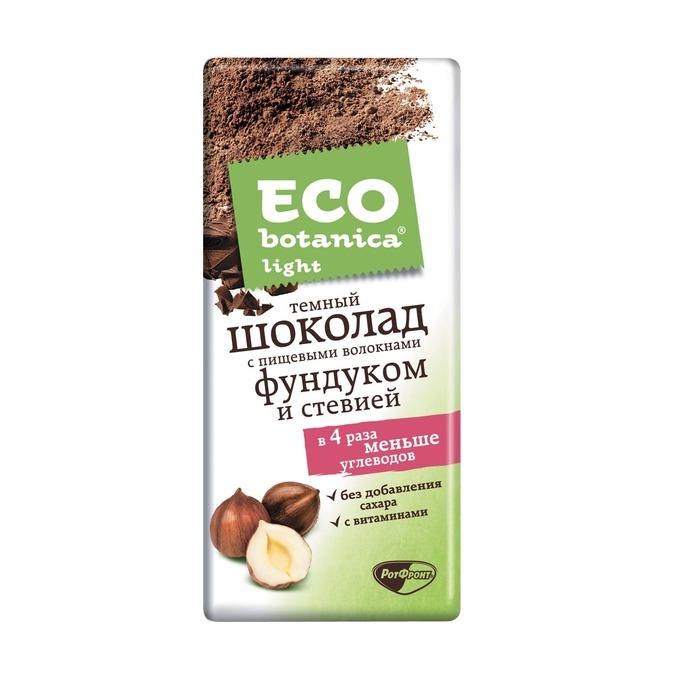 ECO
botanica®
light
темный
шоколад
с пищевыми волокнами
фундуком
и стевией
в 4 раза
меньше
углеводов
✓ без добавления
сахара
✓ с витаминами
РотФронт